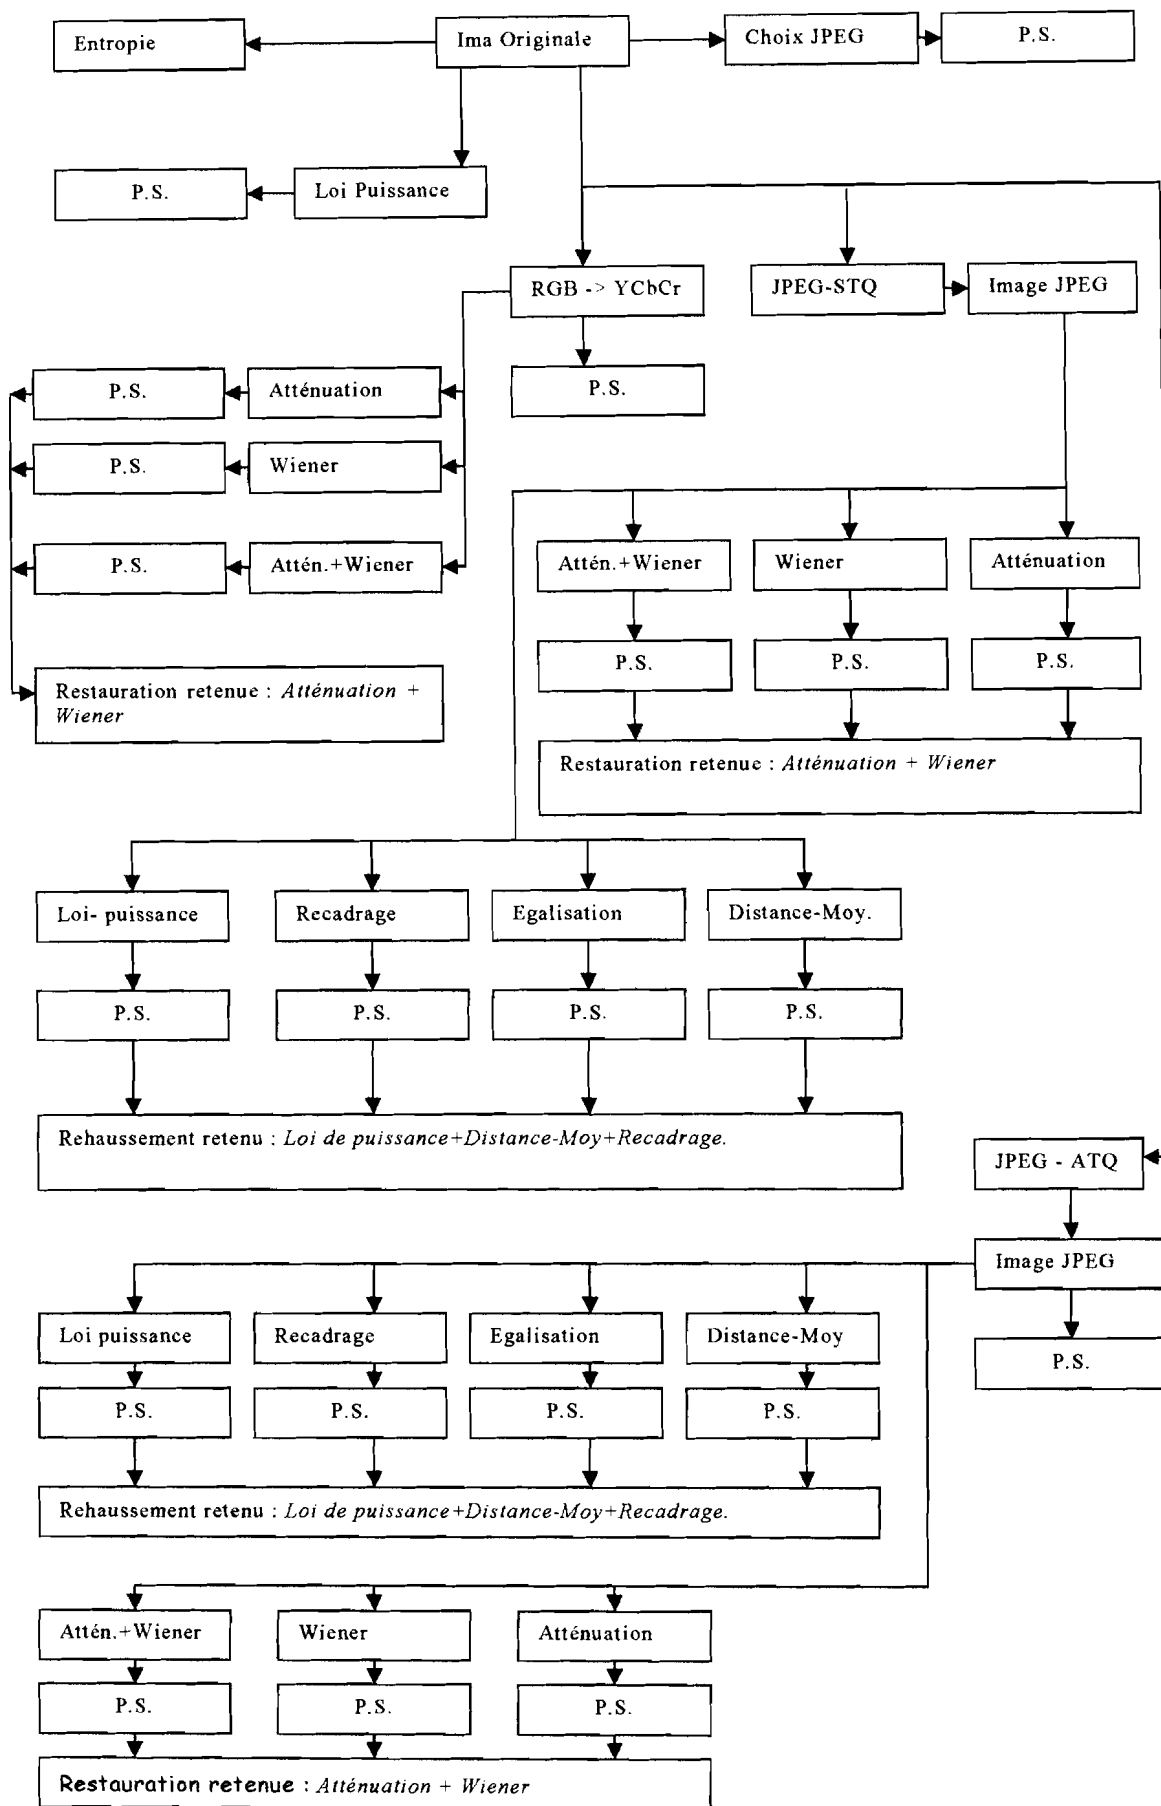 Entropie
Ima Originale
Choix JPEG
P.S.
P.S.
Loi Puissance
RGB -> YCbCr
JPEG-STQ
Image JPEG
P.S.
Atténuation
P.S.
P.S.
Wiener
P.S.
Attén.+Wiener
Attén.+Wiener
Wiener
Atténuation
P.S.
P.S.
P.S.
Restauration retenue : Atténuation +
Wiener
Restauration retenue : Atténuation + Wiener
Loi- puissance
Recadrage
Egalisation
Distance-Moy.
P.S.
P.S.
P.S.
P.S.
Rehaussement retenu : Loi de puissance+Distance-Moy+Recadrage.
JPEG - ATQ
Image JPEG
Loi puissance
Recadrage
Egalisation
Distance-Moy
P.S.
P.S.
P.S.
P.S.
P.S.
Rehaussement retenu : Loi de puissance+Distance-Moy+Recadrage.
Attén.+Wiener
Wiener
Atténuation
P.S.
P.S.
P.S.
Restauration retenue : Atténuation + Wiener